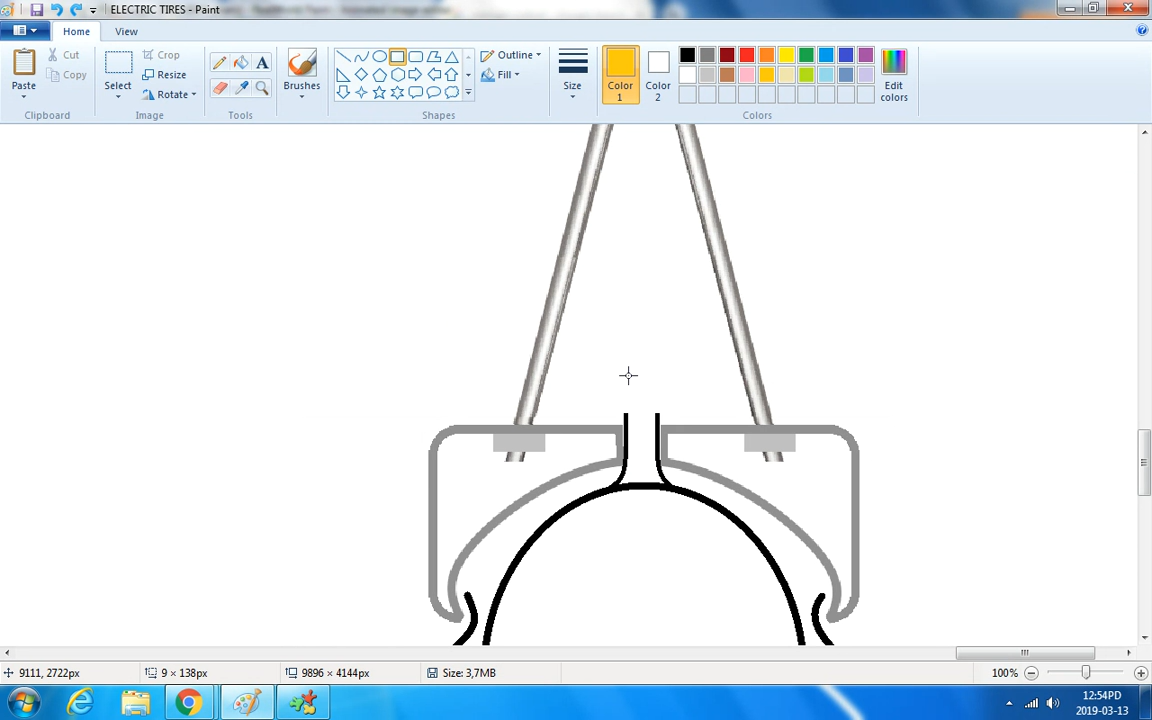 ELECTRIC TIRES - Paint
Home
View
Paste
Cut
Copy
Clipboard
Select
Crop
Resize
Rotate
Image
Tools
Brushes
Shapes
Outline
Fill
Size
Color
1
Color
2
Edit
colors
Colors
9111, 2722px
9 × 138px
9896 × 4144px
Size: 3,7MB
100%
12:54PD
2019-03-13